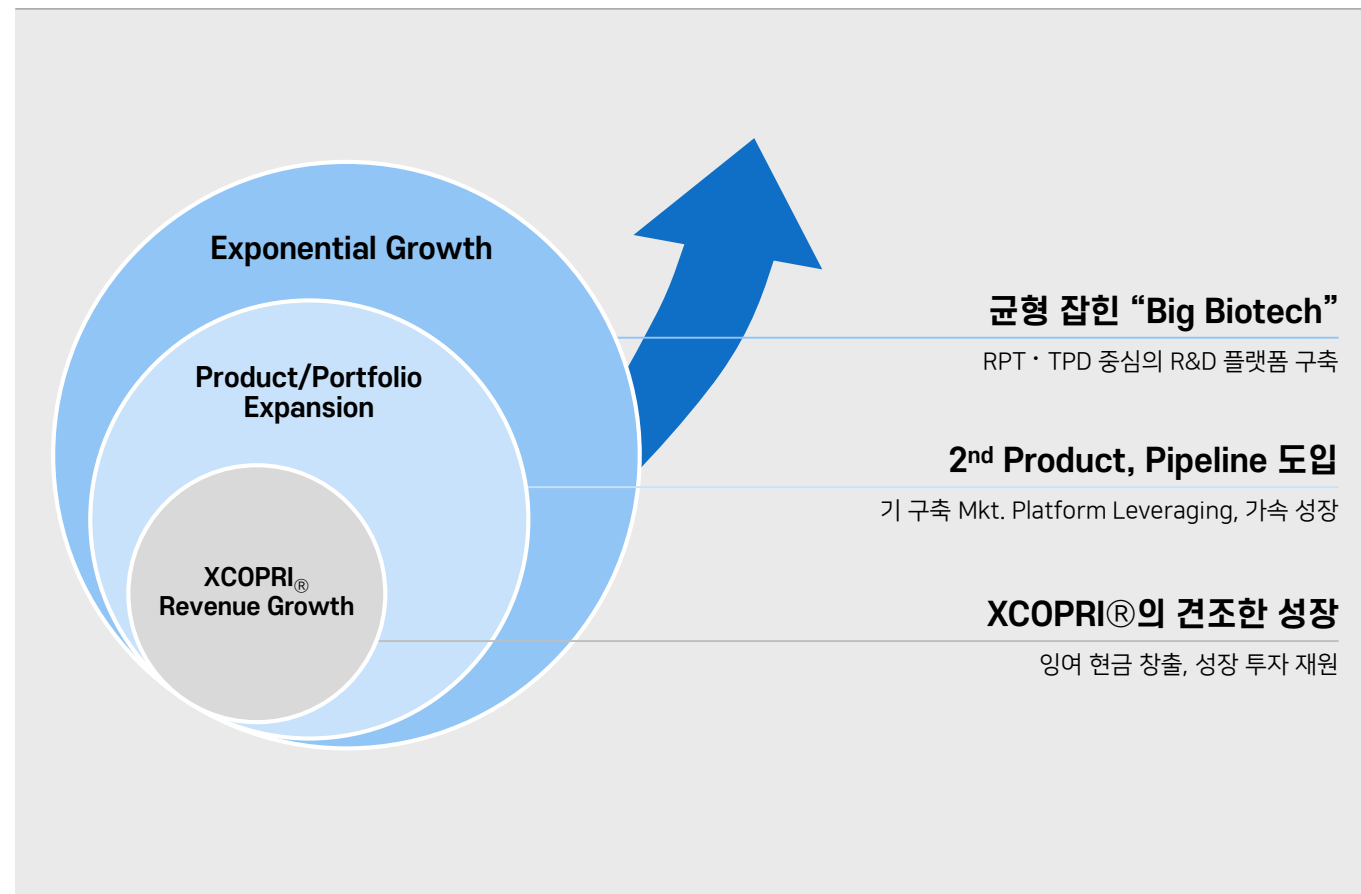 Exponential Growth
Product/Portfolio
Expansion
XCOPRI®
Revenue Growth
균형 잡힌 “Big Biotech”
RPT・TPD 중심의 R&D 플랫폼 구축
2nd Product, Pipeline 도입
기 구축 Mkt. Platform Leveraging, 가속 성장
XCOPRI®의 견조한 성장
잉여 현금 창출, 성장 투자 재원